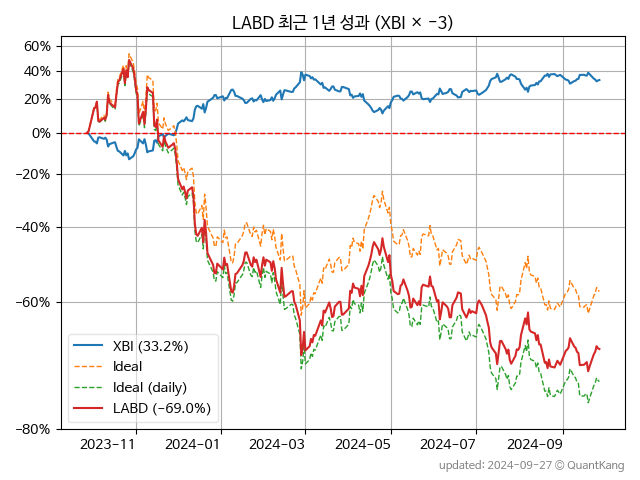 LABD 최근 1년 성과 (XBI × −3)
60%
40%
20%
0%
−20%
−40%
−60%
−80%
XBI (33.2%)
Ideal
Ideal (daily)
LABD (−69.0%)
2023−11
2024−01
2024−03
2024−05
2024−07
2024−09
updated: 2024−09−27 © QuantKang